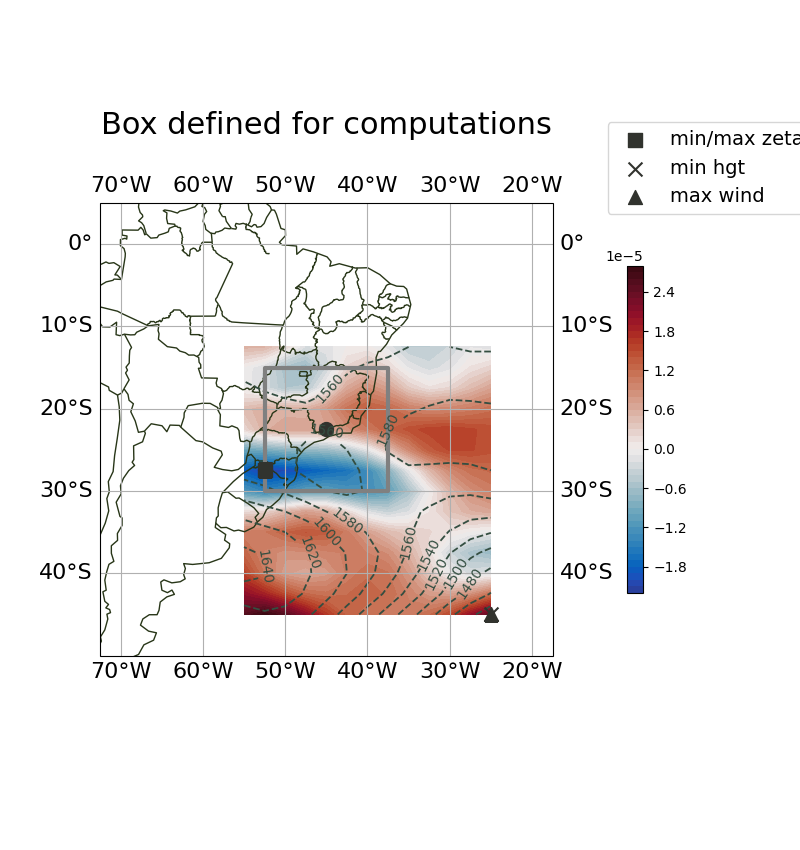 Box defined for computations
min/max zeta
min hgt
max wind
70°W 60°W 50°W 40°W 30°W 20°W
0° 0°
10°S 10°S
20°S 20°S
30°S 30°S
40°S 40°S
70°W 60°W 50°W 40°W 30°W 20°W
1e−5
2.4
1.8
1.2
0.6
0.0
−0.6
−1.2
−1.8
1560
1580
1580
1600
1620
1640
1560
1540
1520
1500
1480